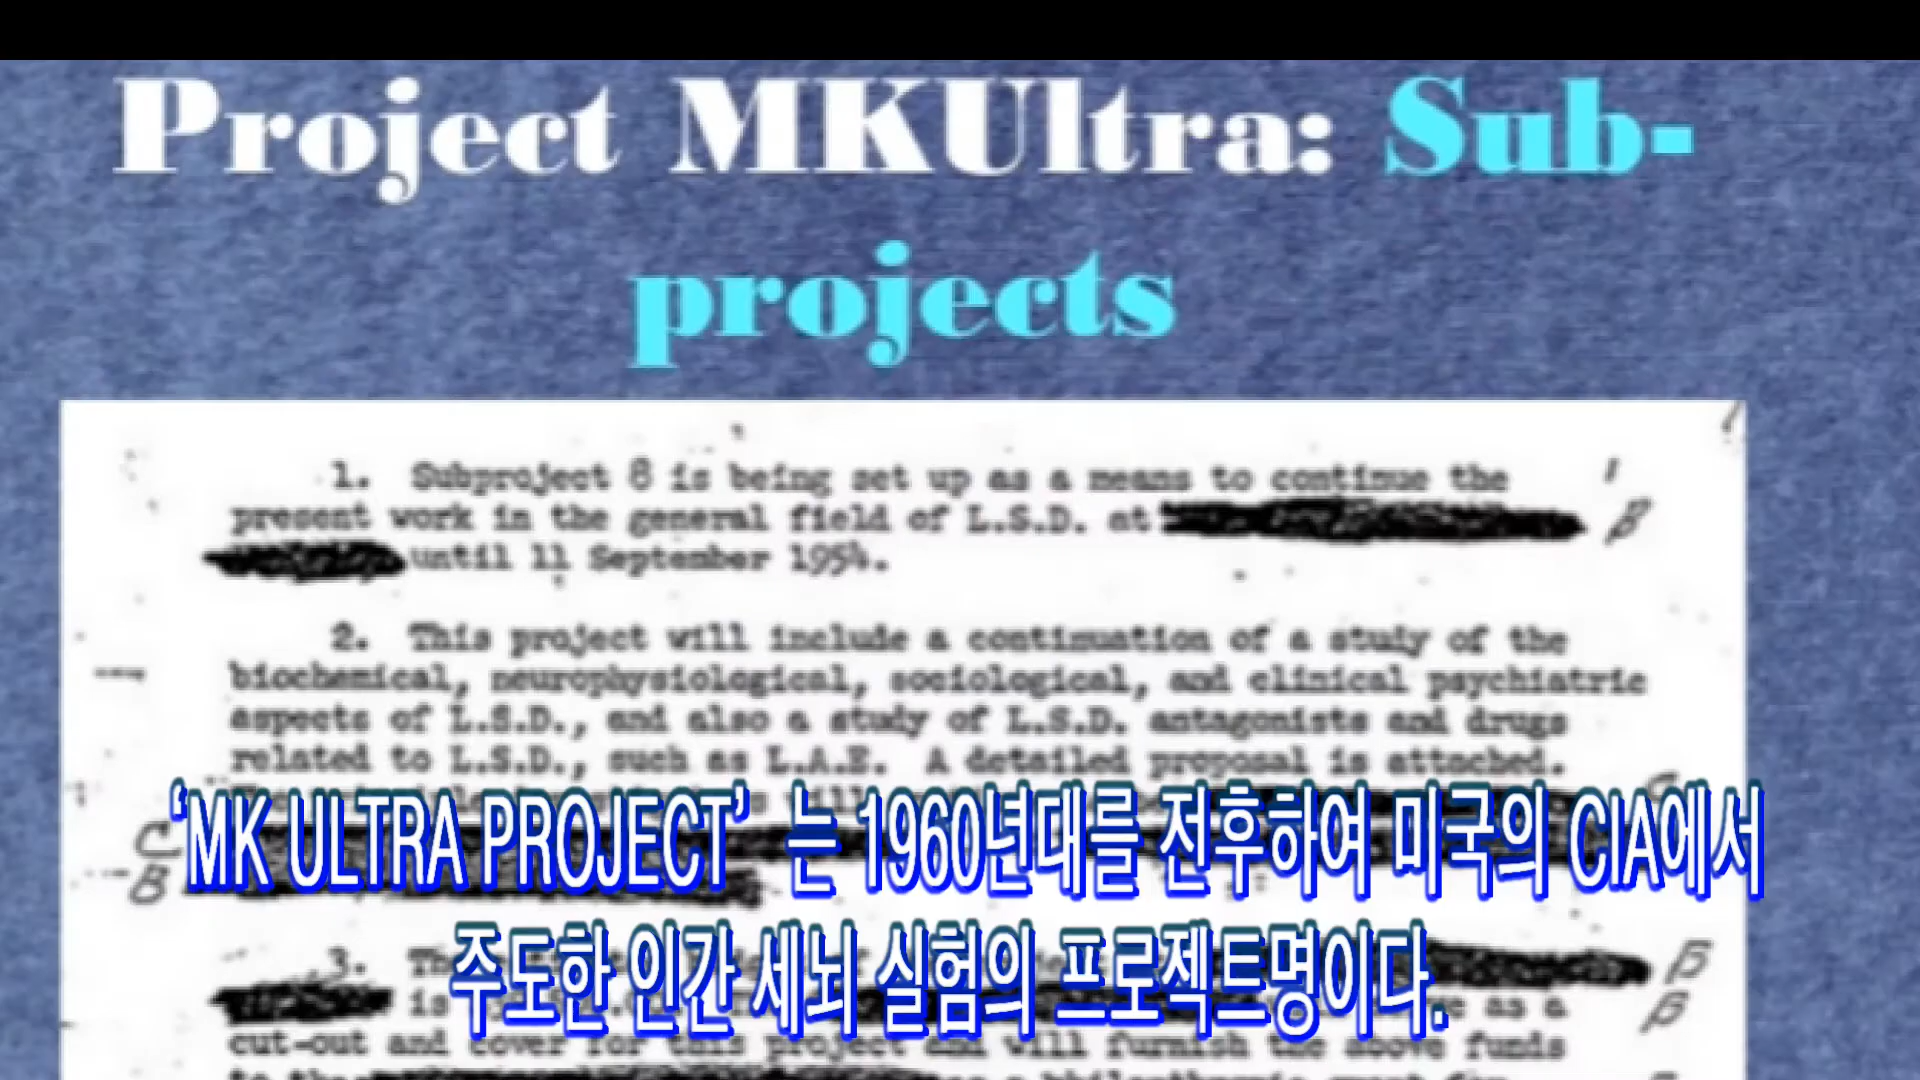 Project MKUltra: Sub-
projects
1. Subproject 8 is being set up as a means to continue the
present work in the general field of L.S.D. at
until 11 September 1954.
2. This project will include a continuation of a study of the
biochemical, neurophysiological, sociological, and clinical psychiatric
aspects of L.S.D., and also a study of L.S.D. antagonists and drugs
related to L.S.D., such as L.A.E. A detailed proposal is attached.
‘MK ULTRA PROJECT’ 는 1960년대를 전후하여 미국의 CIA에서
C
B
주도한 인간 세뇌 실험의 프로젝트명이다.
3.
is as a
cut-out and cover for this project and will furnish the above funds
to the